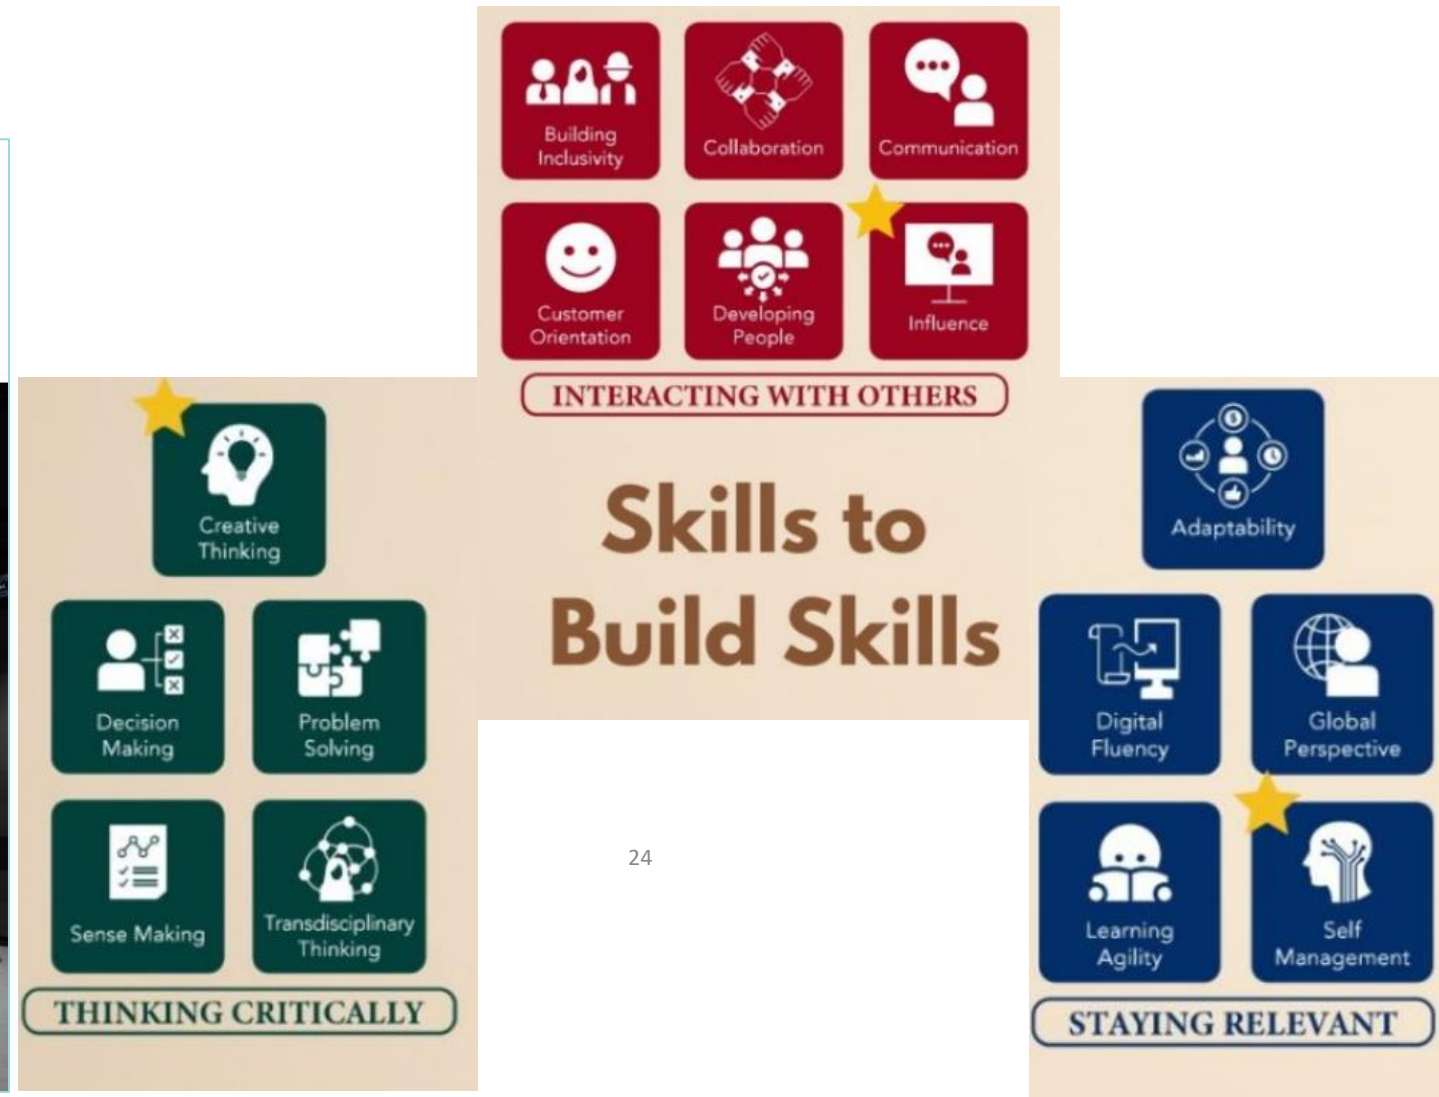 Building
Inclusivity
Collaboration
Communication
Customer
Orientation
Developing
People
Influence
INTERACTING WITH OTHERS
Skills to
Build Skills
Creative
Thinking
Decision
Making
Problem
Solving
Sense Making
Transdisciplinary
Thinking
THINKING CRITICALLY
Adaptability
Digital
Fluency
Global
Perspective
Learning
Agility
Self
Management
STAYING RELEVANT
24